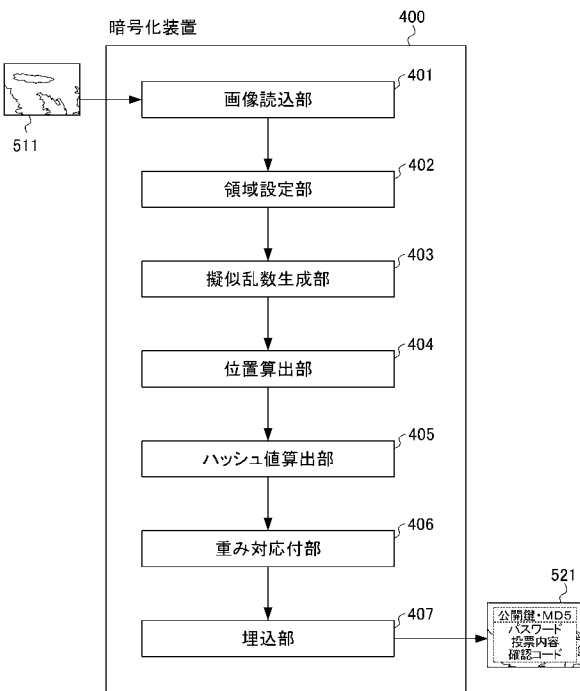 暗号化装置
400
511
画像読込部
401
領域設定部
402
擬似乱数生成部
403
位置算出部
404
ハッシュ値算出部
405
重み対応付部
406
埋込部
407
521
公開鍵・MD5
パスワード
投票内容
確認コード